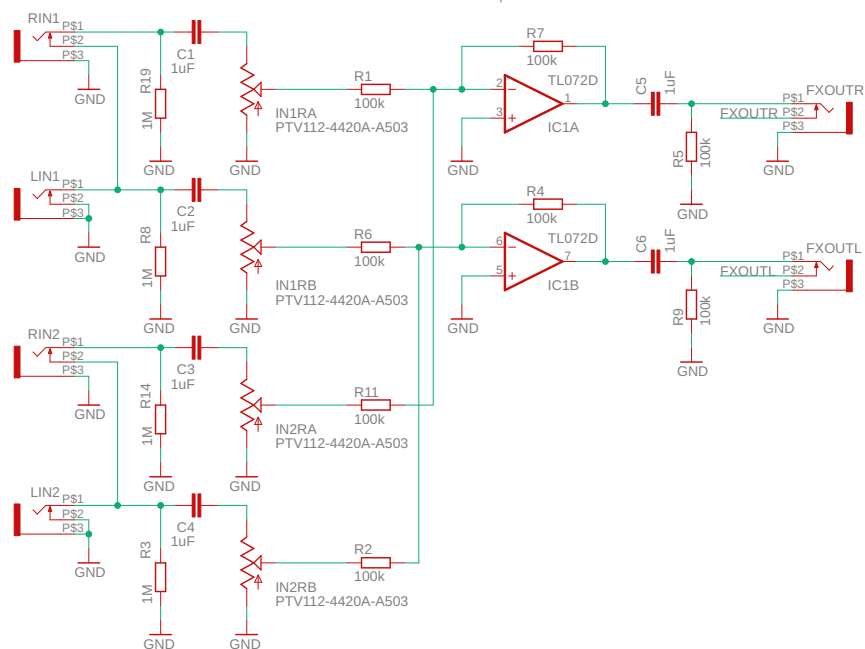 RIN1
P$1
P$2
P$3
GND
R19
1M
GND
C1
1uF
IN1RA
PTV112-4420A-A503
GND
R1
100k
R7
100k
TL072D
2
3
1
IC1A
GND
C5
1uF
R5
100k
GND
FXOUTR
P$1
FXOUTR
P$2
P$3
GND
LIN1
P$1
P$2
P$3
GND
R8
1M
GND
C2
1uF
IN1RB
PTV112-4420A-A503
GND
R6
100k
R4
100k
TL072D
6
5
7
IC1B
GND
C6
1uF
R9
100k
GND
FXOUTL
P$1
FXOUTL
P$2
P$3
GND
RIN2
P$1
P$2
P$3
GND
R14
1M
GND
C3
1uF
IN2RA
PTV112-4420A-A503
GND
R11
100k
LIN2
P$1
P$2
P$3
GND
R3
1M
GND
C4
1uF
IN2RB
PTV112-4420A-A503
GND
R2
100k